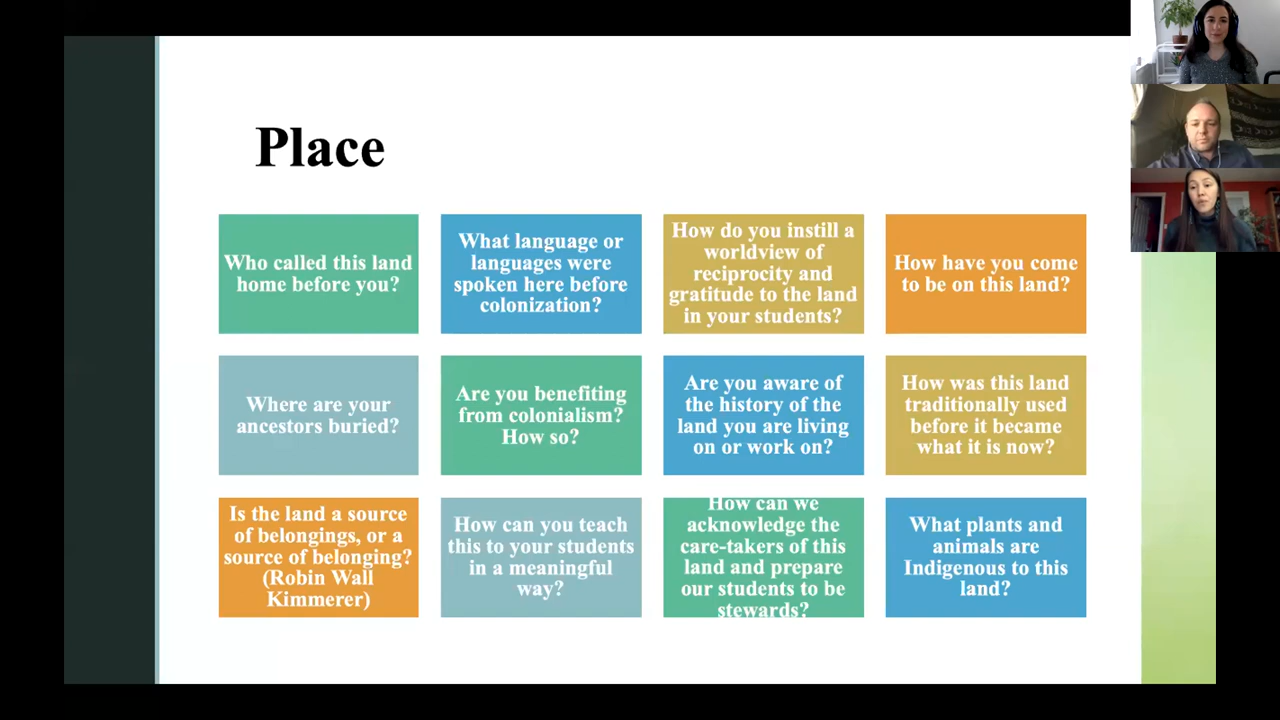 Place
Who called this land
home before you?
What language or
languages were
spoken here before
colonization?
How do you instill a
worldview of
reciprocity and
gratitude to the land
in your students?
How have you come
to be on this land?
Where are your
ancestors buried?
Are you benefiting
from colonialism?
How so?
Are you aware of
the history of the
land you are living
on or work on?
How was this land
traditionally used
before it became
what it is now?
Is the land a source
of belongings, or a
source of belonging?
(Robin Wall
Kimmerer)
How can you teach
this to your students
in a meaningful
way?
How can we
acknowledge the
care-takers of this
land and prepare
our students to be
stewards?
What plants and
animals are
Indigenous to this
land?